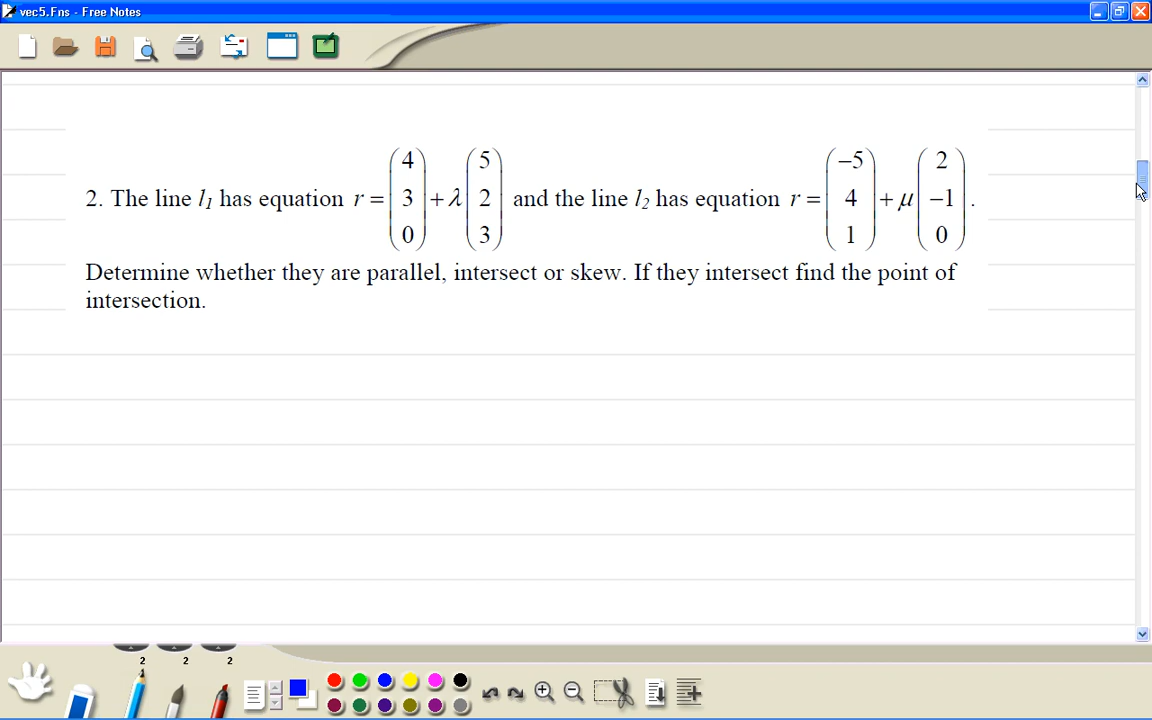 vec5.Fns - Free Notes
2. The line l₁ has equation r = (4 3 0) + λ (5 2 3) and the line l₂ has equation r = (−5 4 1) + μ (2 −1 0).
Determine whether they are parallel, intersect or skew. If they intersect find the point of
intersection.
2 2 2